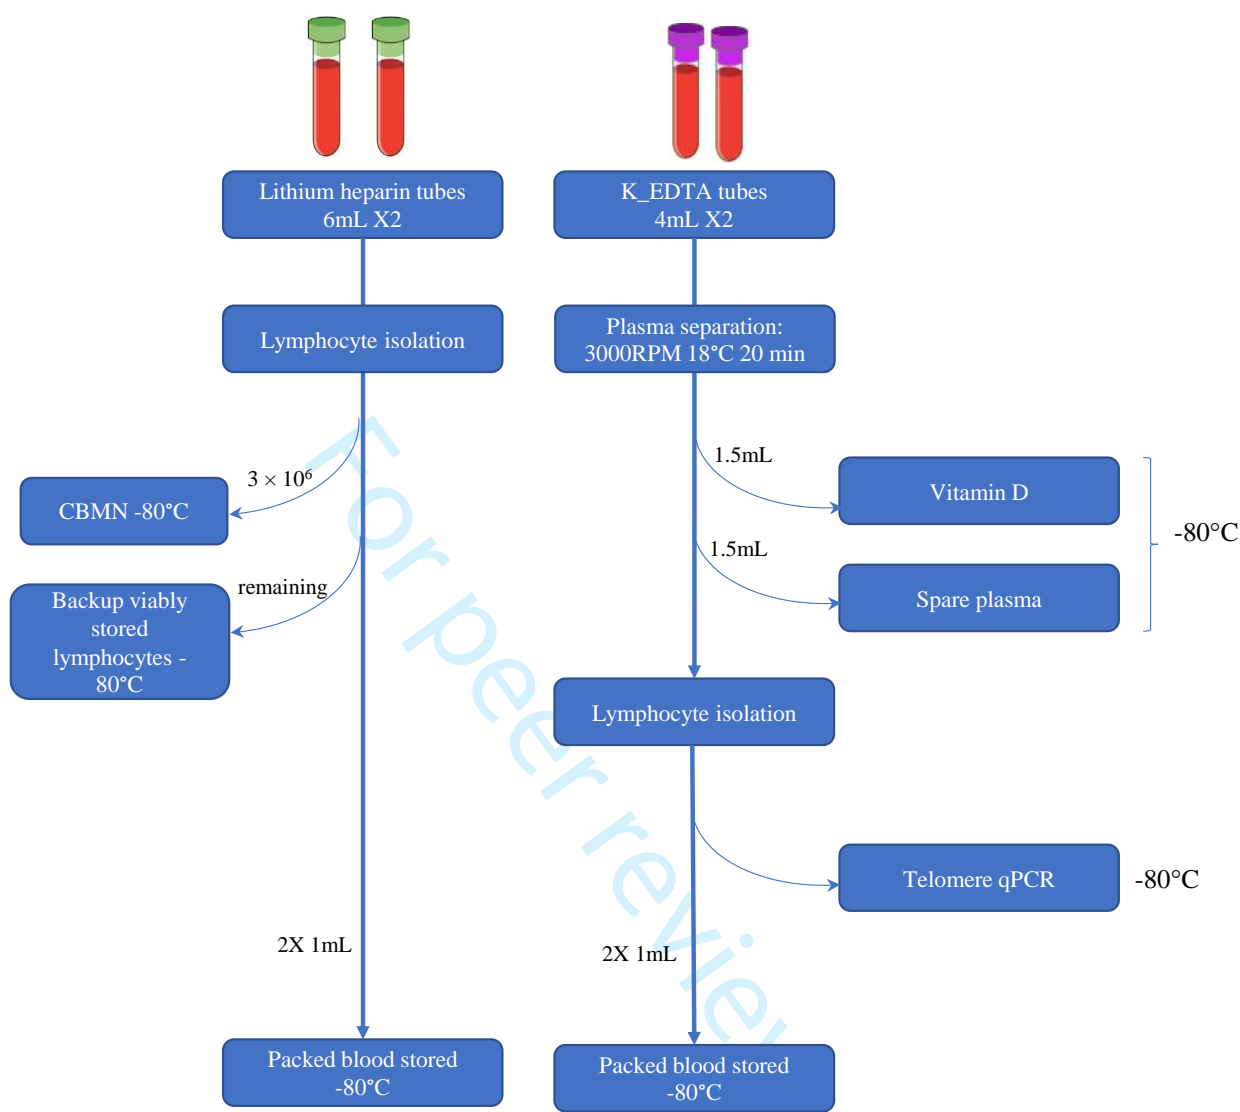 Lithium heparin tubes
6mL X2
K_EDTA tubes
4mL X2
Lymphocyte isolation
Plasma separation:
3000RPM 18°C 20 min
3 × 10⁶
CBMN -80°C
remaining
Backup viably
stored
lymphocytes -
80°C
1.5mL
Vitamin D
1.5mL
Spare plasma
-80°C
Lymphocyte isolation
Telomere qPCR
-80°C
2X 1mL
2X 1mL
Packed blood stored
-80°C
Packed blood stored
-80°C
For peer review